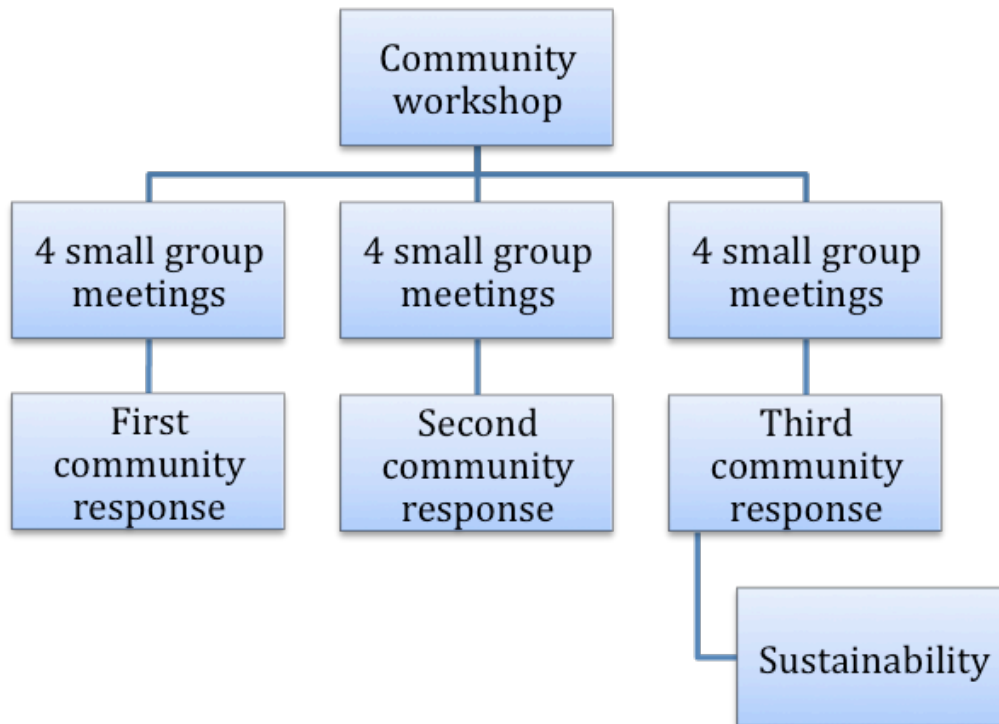 Community
workshop
4 small group
meetings
4 small group
meetings
4 small group
meetings
First
community
response
Second
community
response
Third
community
response
Sustainability